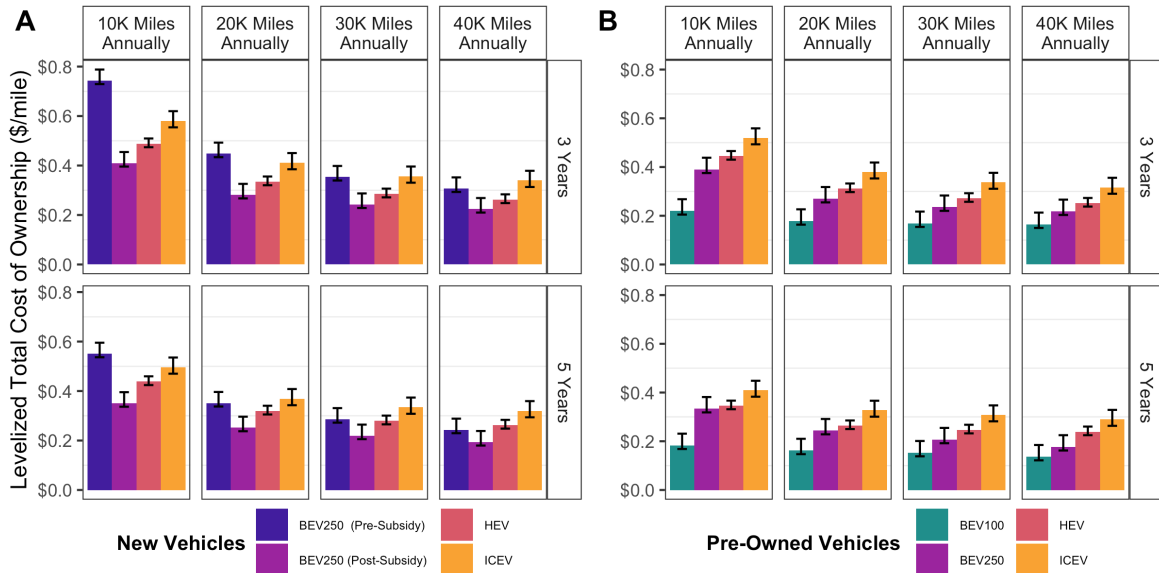 A
10K Miles Annually
20K Miles Annually
30K Miles Annually
40K Miles Annually
Levelized Total Cost of Ownership ($/mile)
$0.8
$0.6
$0.4
$0.2
$0.0
3 Years
$0.8
$0.6
$0.4
$0.2
$0.0
5 Years
New Vehicles
BEV250 (Pre-Subsidy)
BEV250 (Post-Subsidy)
HEV
ICEV
B
10K Miles Annually
20K Miles Annually
30K Miles Annually
40K Miles Annually
$0.8
$0.6
$0.4
$0.2
$0.0
3 Years
$0.8
$0.6
$0.4
$0.2
$0.0
5 Years
Pre-Owned Vehicles
BEV100
BEV250
HEV
ICEV